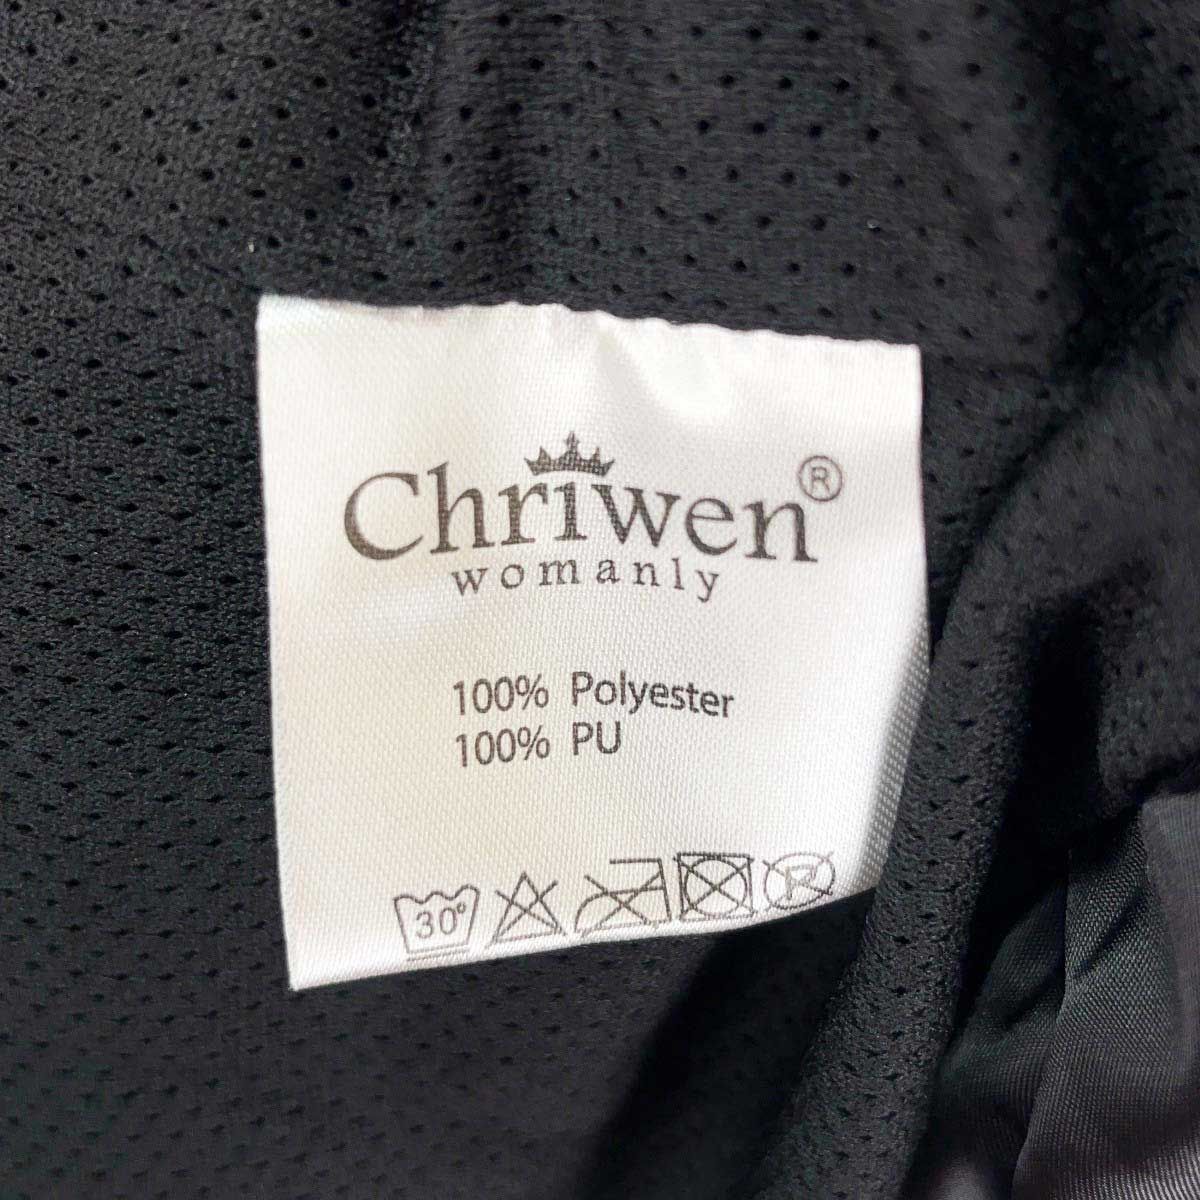 Chriwen®
womanly
100% Polyester
100% PU
30°
P